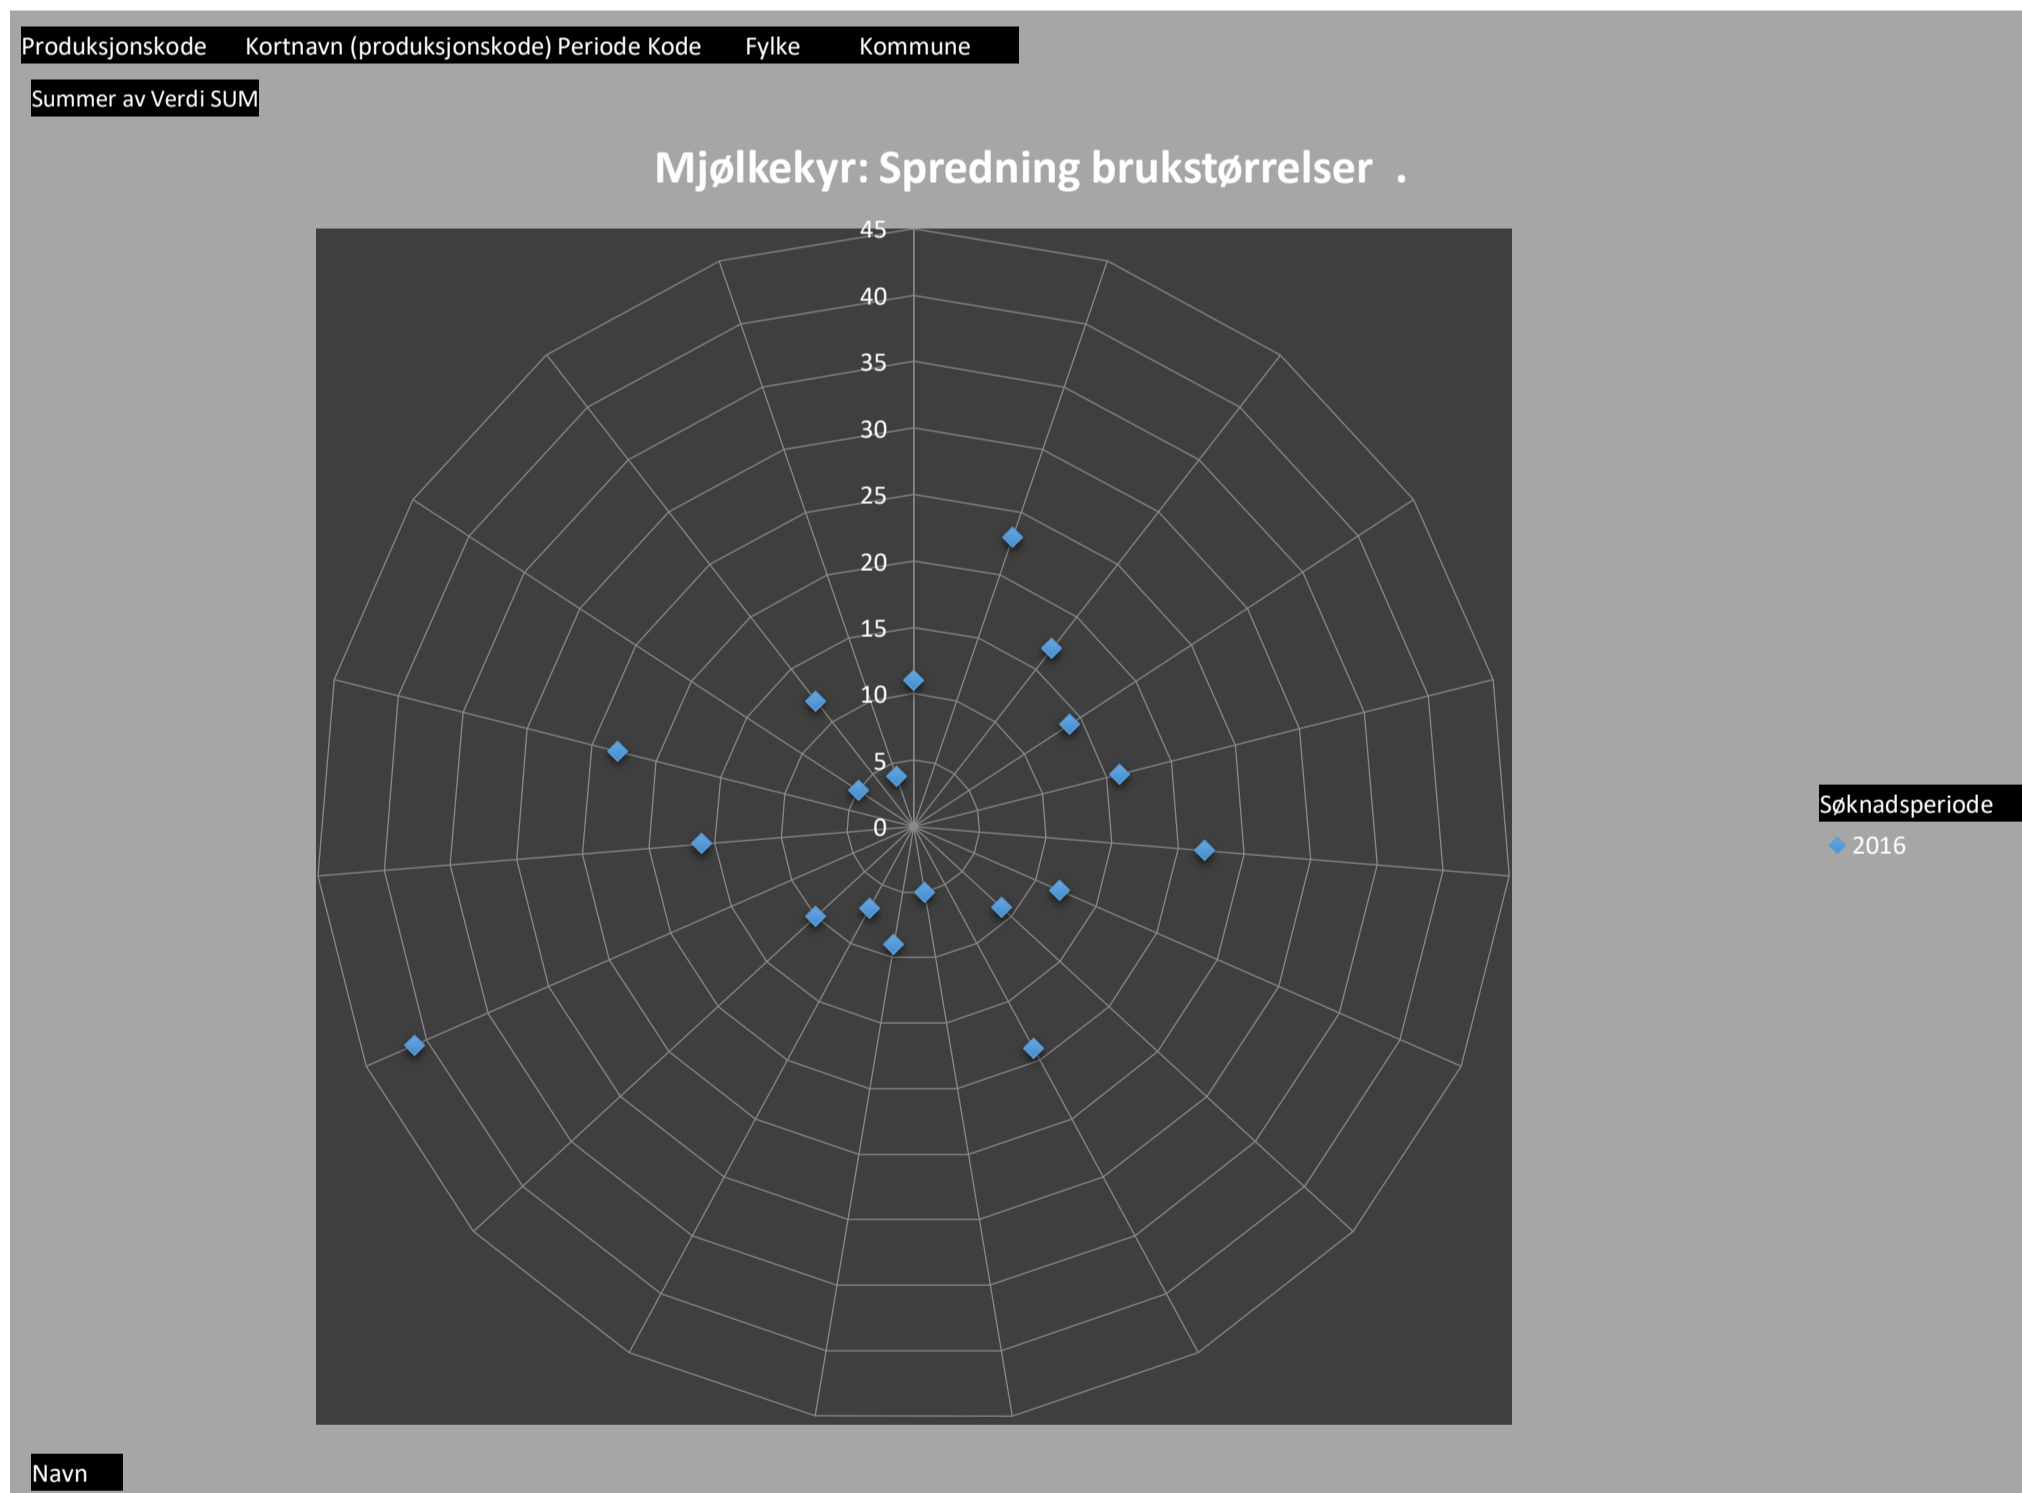 Produksjonskode Kortnavn (produksjonskode) Periode Kode Fylke Kommune
Summer av Verdi SUM
Mjølkekyr: Spredning brukstørrelser .
45
40
35
30
25
20
15
10
5
0
Søknadsperiode
2016
Navn